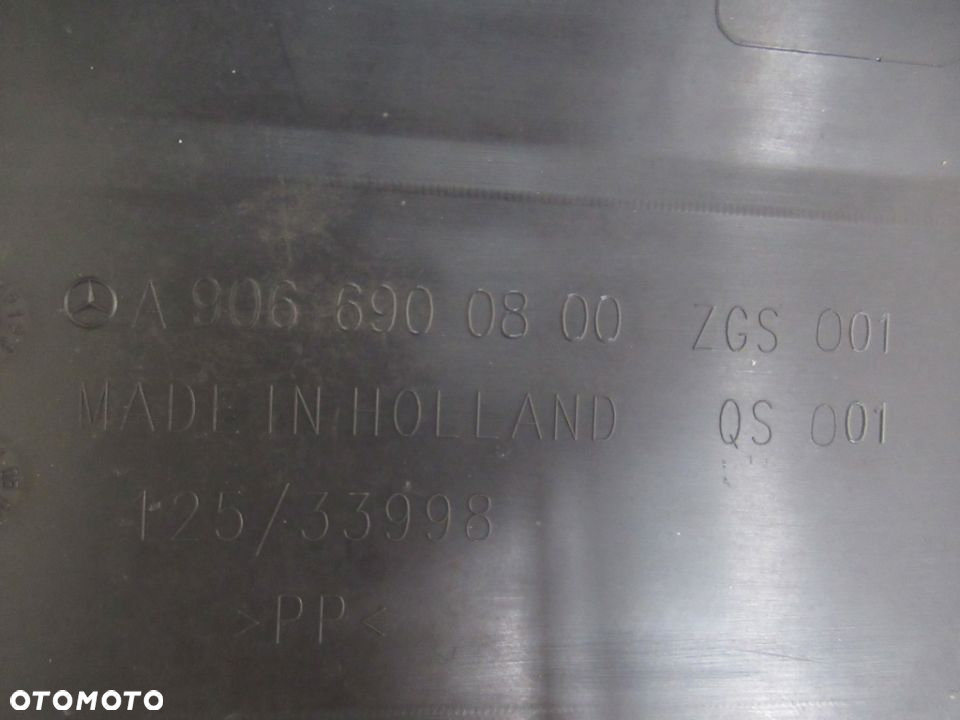 A 906 690 08 00 ZGS 001
MADE IN HOLLAND QS 001
125/33998
>PP<
OTOMOTO